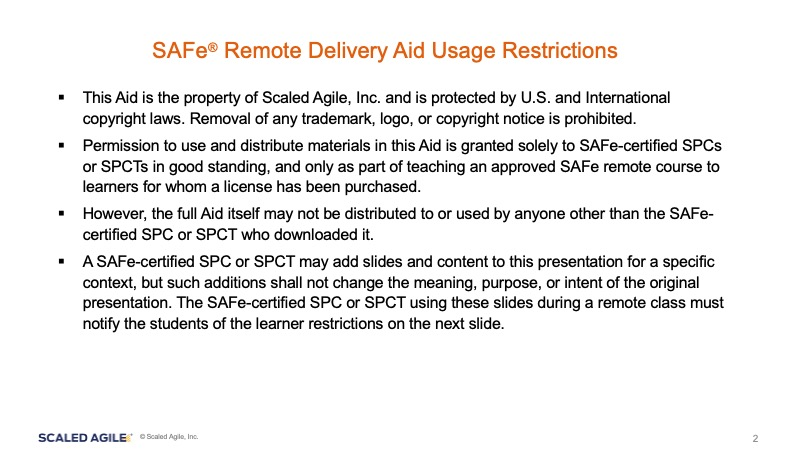 SAFe® Remote Delivery Aid Usage Restrictions
▪ This Aid is the property of Scaled Agile, Inc. and is protected by U.S. and International
copyright laws. Removal of any trademark, logo, or copyright notice is prohibited.
▪ Permission to use and distribute materials in this Aid is granted solely to SAFe-certified SPCs
or SPCTs in good standing, and only as part of teaching an approved SAFe remote course to
learners for whom a license has been purchased.
▪ However, the full Aid itself may not be distributed to or used by anyone other than the SAFe-
certified SPC or SPCT who downloaded it.
▪ A SAFe-certified SPC or SPCT may add slides and content to this presentation for a specific
context, but such additions shall not change the meaning, purpose, or intent of the original
presentation. The SAFe-certified SPC or SPCT using these slides during a remote class must
notify the students of the learner restrictions on the next slide.
SCALED AGILE © Scaled Agile, Inc. 2